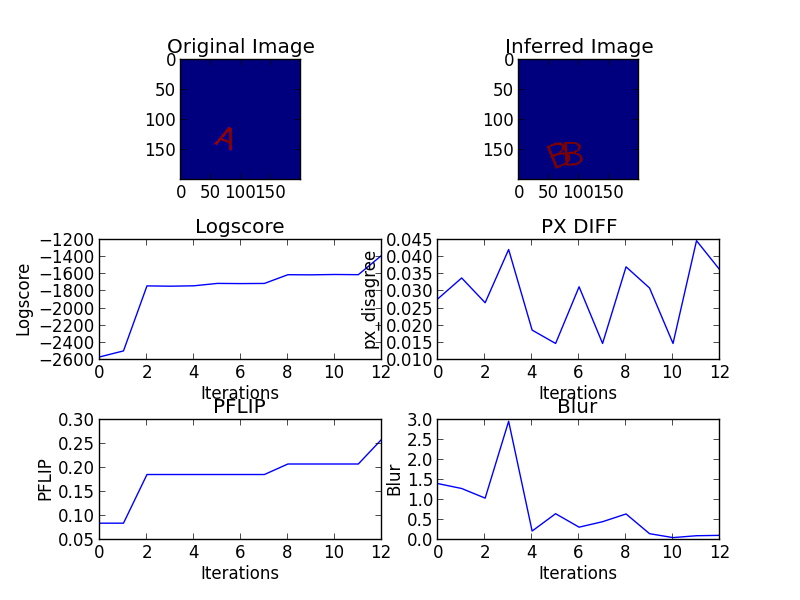 Original Image
Inferred Image
0
50
100
150
0 50 100 150
A
0
50
100
150
0 50 100 150
BB
Logscore
Logscore
−1200
−1400
−1600
−1800
−2000
−2200
−2400
−2600
0 2 4 6 8 10 12
Iterations
PX DIFF
px_disagree
0.045
0.040
0.035
0.030
0.025
0.020
0.015
0.010
0 2 4 6 8 10 12
Iterations
PFLIP
PFLIP
0.30
0.25
0.20
0.15
0.10
0.05
0 2 4 6 8 10 12
Iterations
Blur
Blur
3.0
2.5
2.0
1.5
1.0
0.5
0.0
0 2 4 6 8 10 12
Iterations